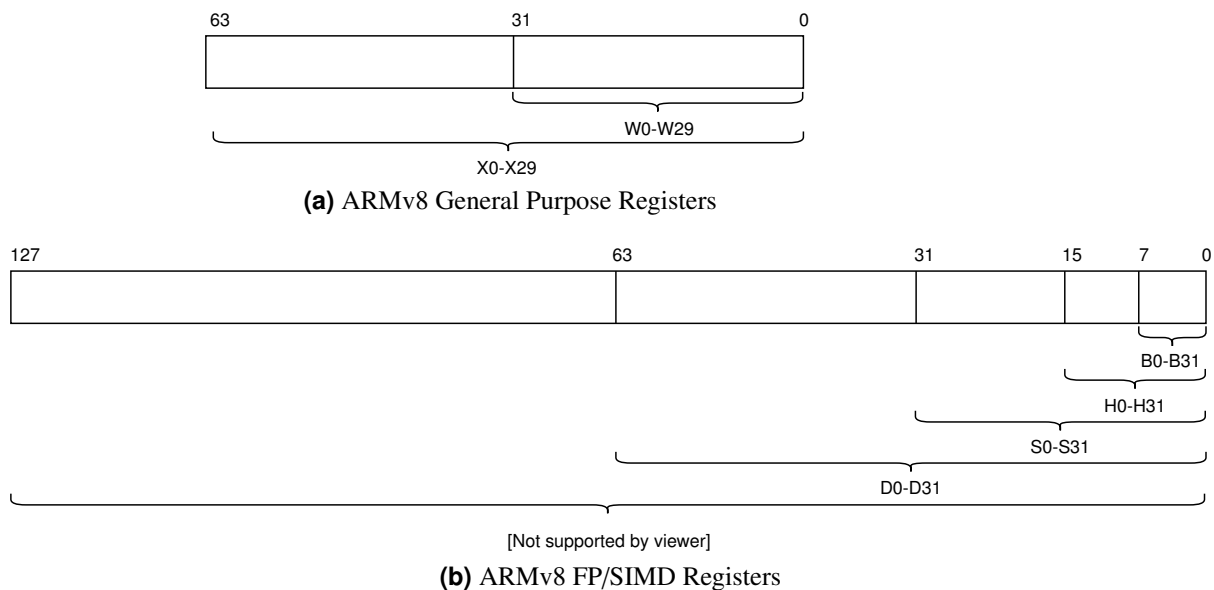 63 31 0
W0-W29
X0-X29
(a) ARMv8 General Purpose Registers
127 63 31 15 7 0
B0-B31
H0-H31
S0-S31
D0-D31
[Not supported by viewer]
(b) ARMv8 FP/SIMD Registers